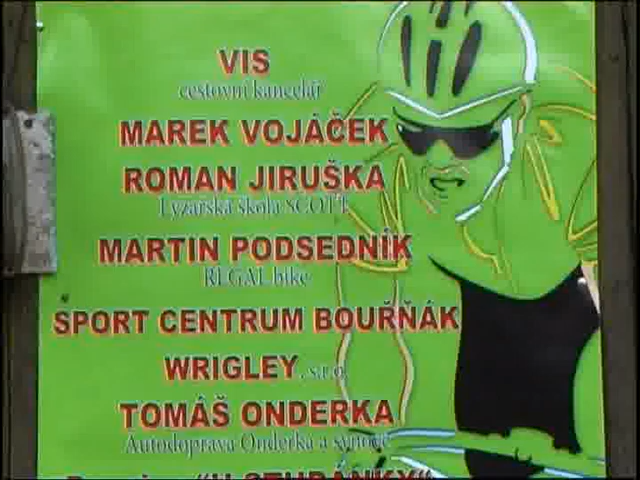 VIS
cestovní kancelář
MAREK VOJÁČEK
ROMAN JIRUŠKA
Lyžařská škola SCOTT
MARTIN PODSEDNÍK
REGAL bike
SPORT CENTRUM BOUŘŇÁK
WRIGLEY, s.r.o.
TOMÁŠ ONDERKA
Autodoprava Onderka a synové